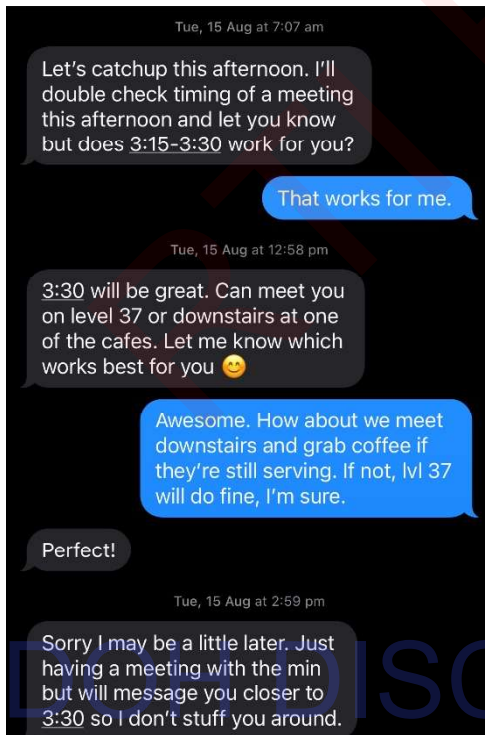 Tue, 15 Aug at 7:07 am
Let's catchup this afternoon. I'll
double check timing of a meeting
this afternoon and let you know
but does 3:15-3:30 work for you?
That works for me.
Tue, 15 Aug at 12:58 pm
3:30 will be great. Can meet you
on level 37 or downstairs at one
of the cafes. Let me know which
works best for you 😊
Awesome. How about we meet
downstairs and grab coffee if
they're still serving. If not, lvl 37
will do fine, I'm sure.
Perfect!
Tue, 15 Aug at 2:59 pm
Sorry I may be a little later. Just
having a meeting with the min
but will message you closer to
3:30 so I don't stuff you around.
DOH DISC